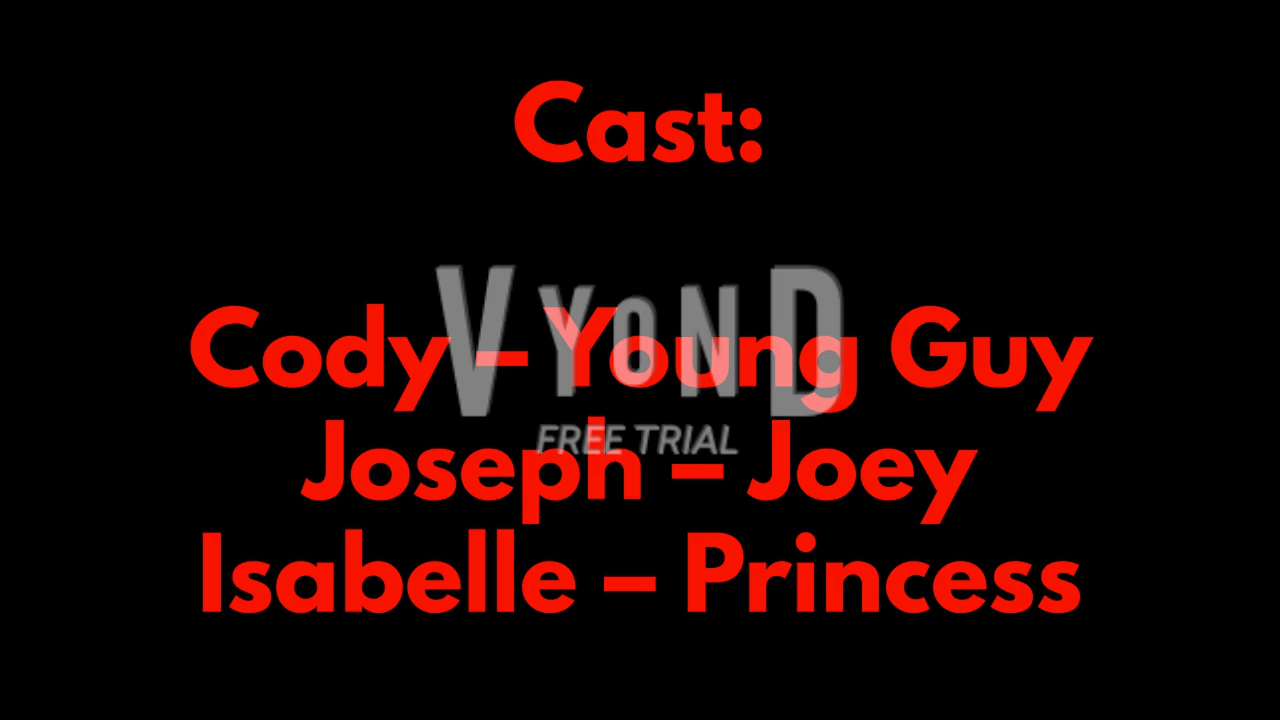 Cast:
VYOND
Cody – Young Guy
FREE TRIAL
Joseph – Joey
Isabelle – Princess